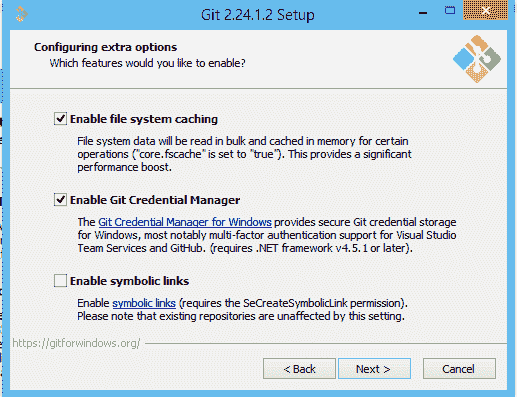 Git 2.24.1.2 Setup
Configuring extra options
Which features would you like to enable?
Enable file system caching
File system data will be read in bulk and cached in memory for certain
operations ("core.fscache" is set to "true"). This provides a significant
performance boost.
Enable Git Credential Manager
The Git Credential Manager for Windows provides secure Git credential storage
for Windows, most notably multi-factor authentication support for Visual Studio
Team Services and GitHub. (requires .NET framework v4.5.1 or later).
Enable symbolic links
Enable symbolic links (requires the SeCreateSymbolicLink permission).
Please note that existing repositories are unaffected by this setting.
https://gitforwindows.org/
< Back Next > Cancel